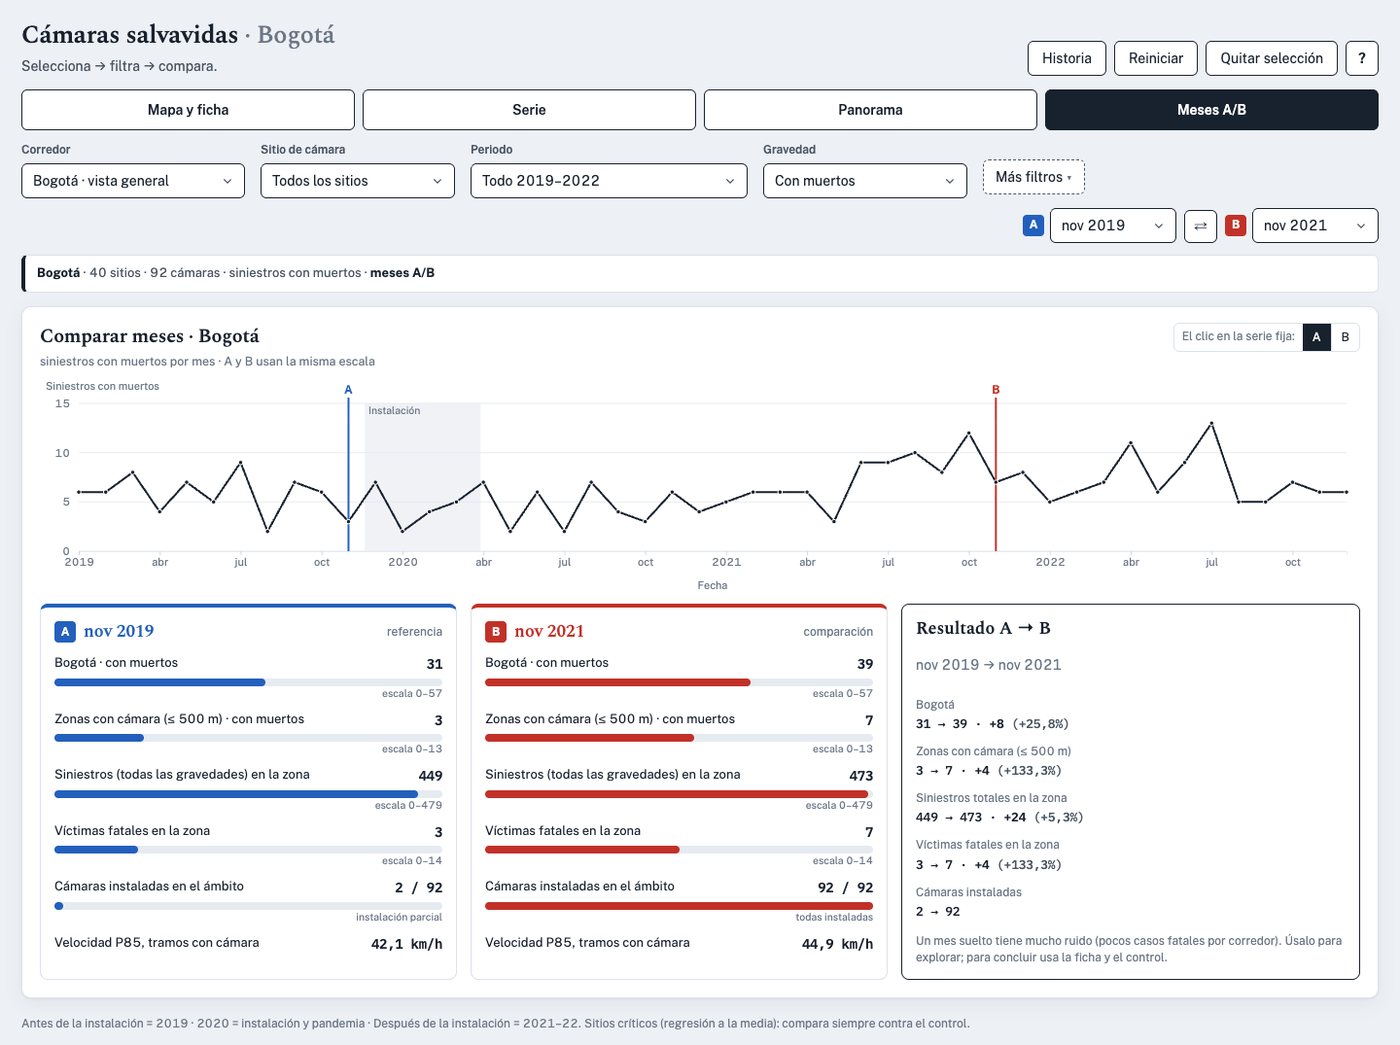 Cámaras salvavidas · Bogotá
Selecciona → filtra → compara.
Historia
Reiniciar
Quitar selección
?
Mapa y ficha
Serie
Panorama
Meses A/B
Corredor
Sitio de cámara
Periodo
Gravedad
Bogotá · vista general
Todos los sitios
Todo 2019–2022
Con muertos
Más filtros ▾
A nov 2019 ⇄ B nov 2021
Bogotá · 40 sitios · 92 cámaras · siniestros con muertos · meses A/B
Comparar meses · Bogotá
siniestros con muertos por mes · A y B usan la misma escala
El clic en la serie fija: A B
Siniestros con muertos
A
B
Instalación
15
10
5
0
2019 abr jul oct 2020 abr jul oct 2021 abr jul oct 2022 abr jul oct
Fecha
A nov 2019 referencia
Bogotá · con muertos 31
escala 0–57
Zonas con cámara (≤ 500 m) · con muertos 3
escala 0–13
Siniestros (todas las gravedades) en la zona 449
escala 0–479
Víctimas fatales en la zona 3
escala 0–14
Cámaras instaladas en el ámbito 2 / 92
instalación parcial
Velocidad P85, tramos con cámara 42,1 km/h
B nov 2021 comparación
Bogotá · con muertos 39
escala 0–57
Zonas con cámara (≤ 500 m) · con muertos 7
escala 0–13
Siniestros (todas las gravedades) en la zona 473
escala 0–479
Víctimas fatales en la zona 7
escala 0–14
Cámaras instaladas en el ámbito 92 / 92
todas instaladas
Velocidad P85, tramos con cámara 44,9 km/h
Resultado A → B
nov 2019 → nov 2021
Bogotá
31 → 39 · +8 (+25,8%)
Zonas con cámara (≤ 500 m)
3 → 7 · +4 (+133,3%)
Siniestros totales en la zona
449 → 473 · +24 (+5,3%)
Víctimas fatales en la zona
3 → 7 · +4 (+133,3%)
Cámaras instaladas
2 → 92
Un mes suelto tiene mucho ruido (pocos casos fatales por corredor). Úsalo para
explorar; para concluir usa la ficha y el control.
Antes de la instalación = 2019 · 2020 = instalación y pandemia · Después de la instalación = 2021–22. Sitios críticos (regresión a la media): compara siempre contra el control.